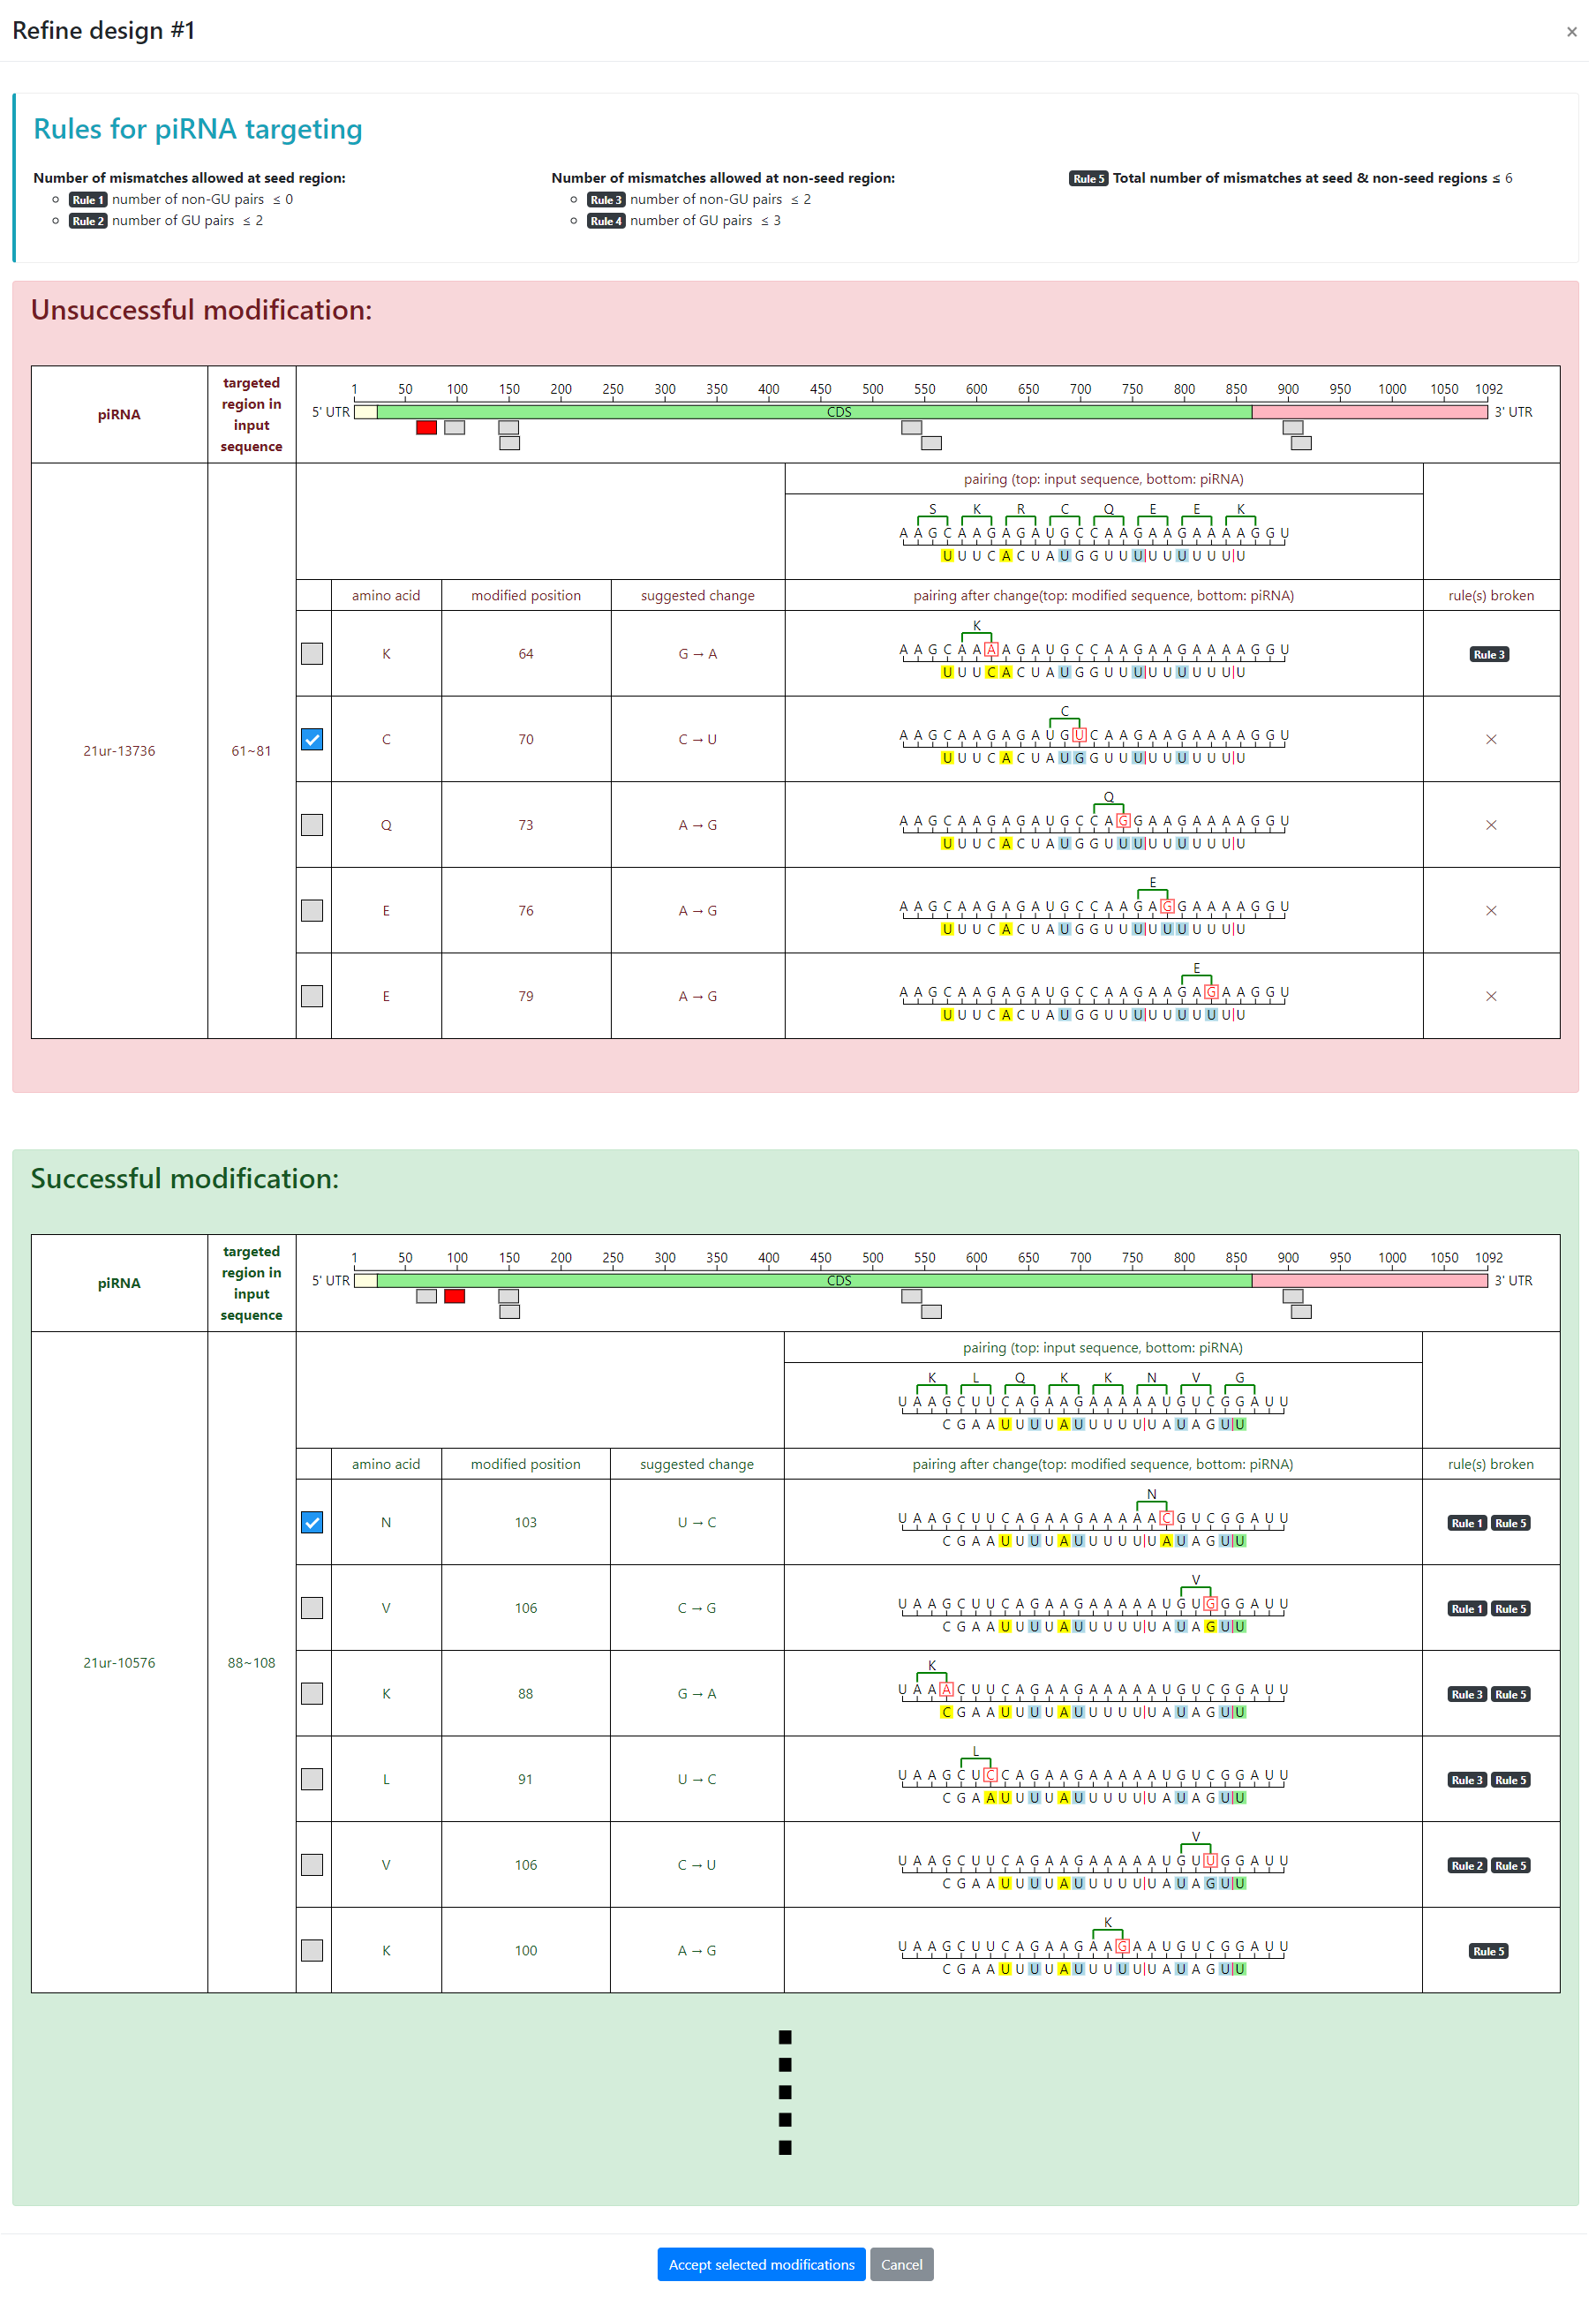 Refine design #1
×
Rules for piRNA targeting
Number of mismatches allowed at seed region:
Rule 1 number of non-GU pairs ≤ 0
Rule 2 number of GU pairs ≤ 2
Number of mismatches allowed at non-seed region:
Rule 3 number of non-GU pairs ≤ 2
Rule 4 number of GU pairs ≤ 3
Rule 5 Total number of mismatches at seed & non-seed regions ≤ 6
Unsuccessful modification:
piRNA
targeted
region in
input
sequence
1 50 100 150 200 250 300 350 400 450 500 550 600 650 700 750 800 850 900 950 1000 1050 1092
5' UTR CDS 3' UTR
21ur-13736
61~81
pairing (top: input sequence, bottom: piRNA)
S K R C Q E E K
A A G C A A G A G A U G C C A A G A A G A A A A G G U
U U U C A C U A U G G U U U|U U U U U U|U
amino acid modified position suggested change pairing after change(top: modified sequence, bottom: piRNA) rule(s) broken
K
K 64 G → A Rule 3
A A G C A A A A G A U G C C A A G A A G A A A A G G U
U U U C A C U A U G G U U U|U U U U U U|U
C
C 70 C → U ×
A A G C A A G A G A U G U C A A G A A G A A A A G G U
U U U C A C U A U G G U U U|U U U U U U|U
Q
Q 73 A → G ×
A A G C A A G A G A U G C C A G G A A G A A A A G G U
U U U C A C U A U G G U U U|U U U U U U|U
E
E 76 A → G ×
A A G C A A G A G A U G C C A A G A G G A A A A G G U
U U U C A C U A U G G U U U|U U U U U U|U
E
E 79 A → G ×
A A G C A A G A G A U G C C A A G A A G A G A A G G U
U U U C A C U A U G G U U U|U U U U U U|U
Successful modification:
piRNA
targeted
region in
input
sequence
1 50 100 150 200 250 300 350 400 450 500 550 600 650 700 750 800 850 900 950 1000 1050 1092
5' UTR CDS 3' UTR
21ur-10576
88~108
pairing (top: input sequence, bottom: piRNA)
K L Q K K N V G
U A A G C U U C A G A A G A A A A A U G U C G G A U U
C G A A U U U U A U U U U U|U A U A G U|U
amino acid modified position suggested change pairing after change(top: modified sequence, bottom: piRNA) rule(s) broken
N
N 103 U → C Rule 1 Rule 5
U A A G C U U C A G A A G A A A A A C G U C G G A U U
C G A A U U U U A U U U U U|U A U A G U|U
V
V 106 C → G Rule 1 Rule 5
U A A G C U U C A G A A G A A A A A U G U G G G A U U
C G A A U U U U A U U U U U|U A U A G U|U
K
K 88 G → A Rule 3 Rule 5
U A A A C U U C A G A A G A A A A A U G U C G G A U U
C G A A U U U U A U U U U U|U A U A G U|U
L
L 91 U → C Rule 3 Rule 5
U A A G C U C C A G A A G A A A A A U G U C G G A U U
C G A A U U U U A U U U U U|U A U A G U|U
V
V 106 C → U Rule 2 Rule 5
U A A G C U U C A G A A G A A A A A U G U U G G A U U
C G A A U U U U A U U U U U|U A U A G U|U
K
K 100 A → G Rule 5
U A A G C U U C A G A A G A A G A A U G U C G G A U U
C G A A U U U U A U U U U U|U A U A G U|U
Accept selected modifications
Cancel